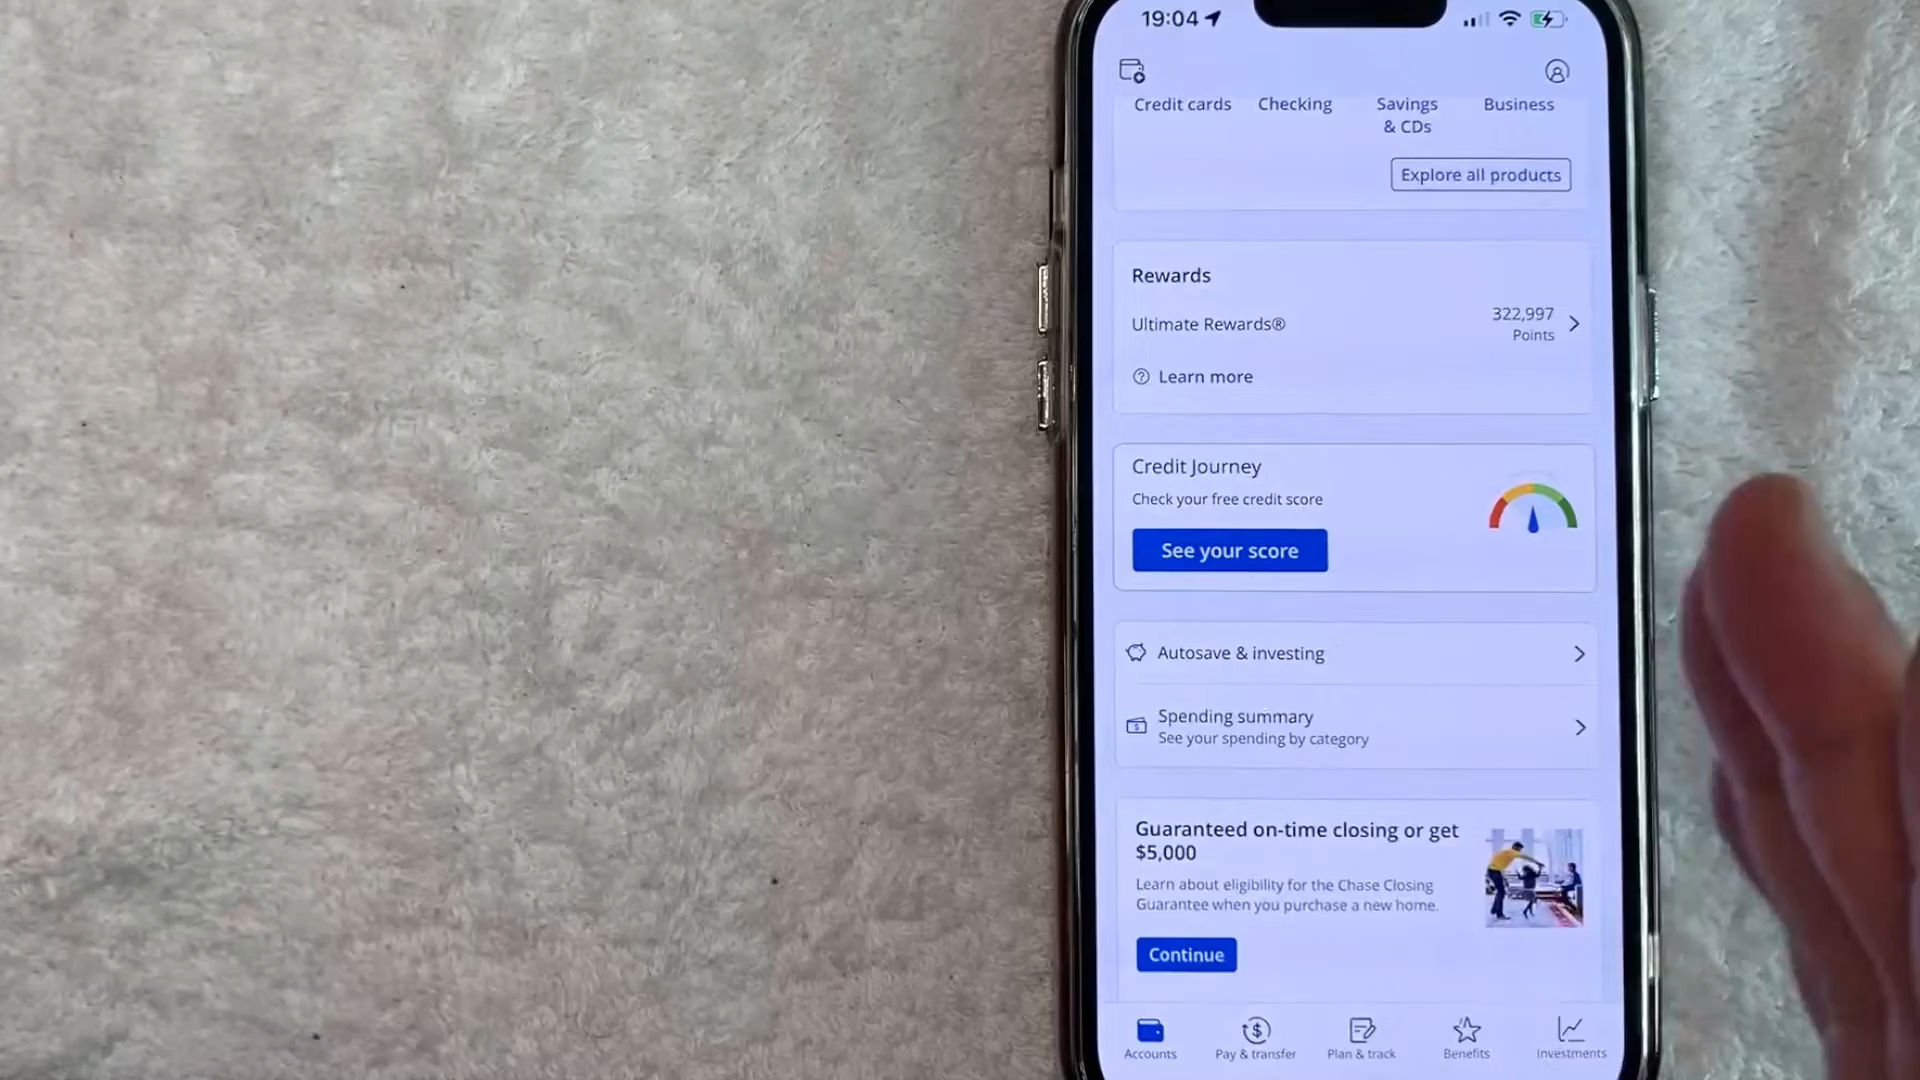 19:04
Credit cards
Checking
Savings
& CDs
Business
Explore all products
Rewards
Ultimate Rewards®
322,997
Points
Learn more
Credit Journey
Check your free credit score
See your score
Autosave & investing
Spending summary
See your spending by category
Guaranteed on-time closing or get
$5,000
Learn about eligibility for the Chase Closing
Guarantee when you purchase a new home.
Continue
Accounts
Pay & transfer
Plan & track
Benefits
Investments